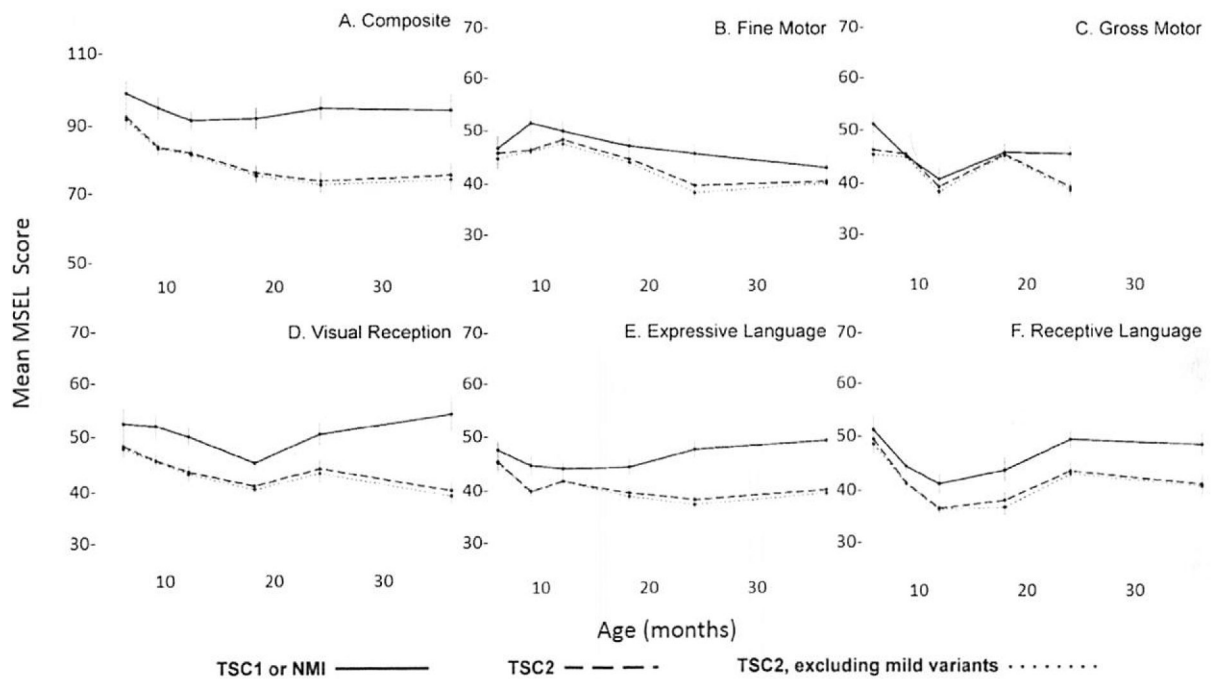 A. Composite
B. Fine Motor
C. Gross Motor
110-
90-
70-
50-
70-
60-
50-
40-
30-
70-
60-
50-
40-
30-
10 20 30
10 20 30
10 20 30
Mean MSEL Score
D. Visual Reception
E. Expressive Language
F. Receptive Language
70-
60-
50-
40-
30-
70-
60-
50-
40-
30-
70-
60-
50-
40-
30-
10 20 30
10 20 30
10 20 30
Age (months)
TSC1 or NMI
TSC2
TSC2, excluding mild variants